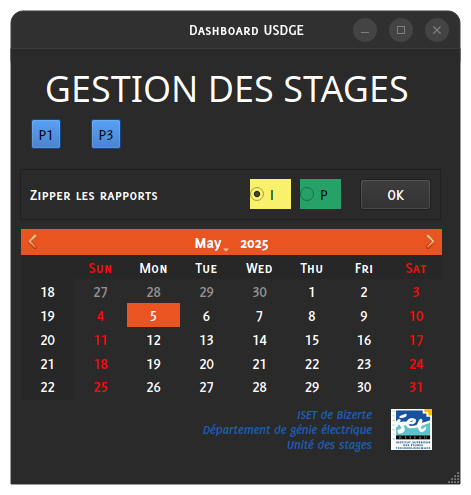 Dashboard USDGE
GESTION DES STAGES
P1 P3
Zipper les rapports I P OK
May 2025
Sun Mon Tue Wed Thu Fri Sat
18 27 28 29 30 1 2 3
19 4 5 6 7 8 9 10
20 11 12 13 14 15 16 17
21 18 19 20 21 22 23 24
22 25 26 27 28 29 30 31
ISET de Bizerte
Département de génie électrique
Unité des stages
iset